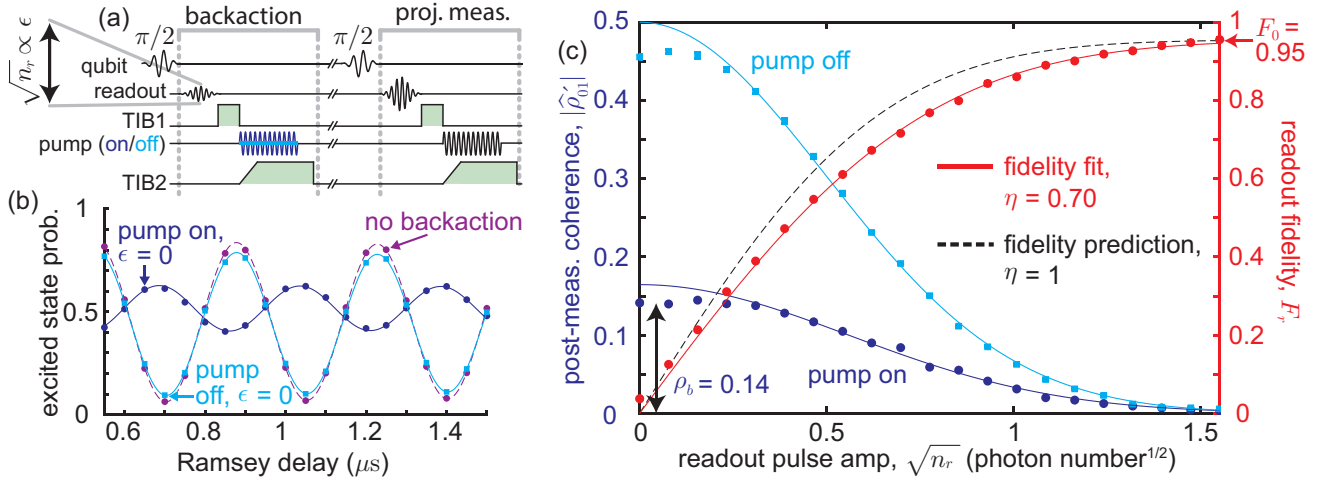 (a)
backaction
proj. meas.
√n_r ∝ ϵ
π/2
π/2
qubit
readout
TIB1
pump (on/off)
TIB2
(b)
1
0.5
0
excited state prob.
pump on,
ϵ = 0
no backaction
pump
off, ϵ = 0
0.6
0.8
1
1.2
1.4
Ramsey delay (μs)
(c)
0.5
0.4
0.3
0.2
0.1
0
post-meas. coherence, |ρ̂′₀₁|
pump off
pump on
ρ_b = 0.14
fidelity fit,
η = 0.70
fidelity prediction,
η = 1
1
0.8
0.6
0.4
0.2
0
F₀ =
0.95
readout fidelity, F_r
0
0.5
1
1.5
readout pulse amp, √n_r (photon number^1/2)